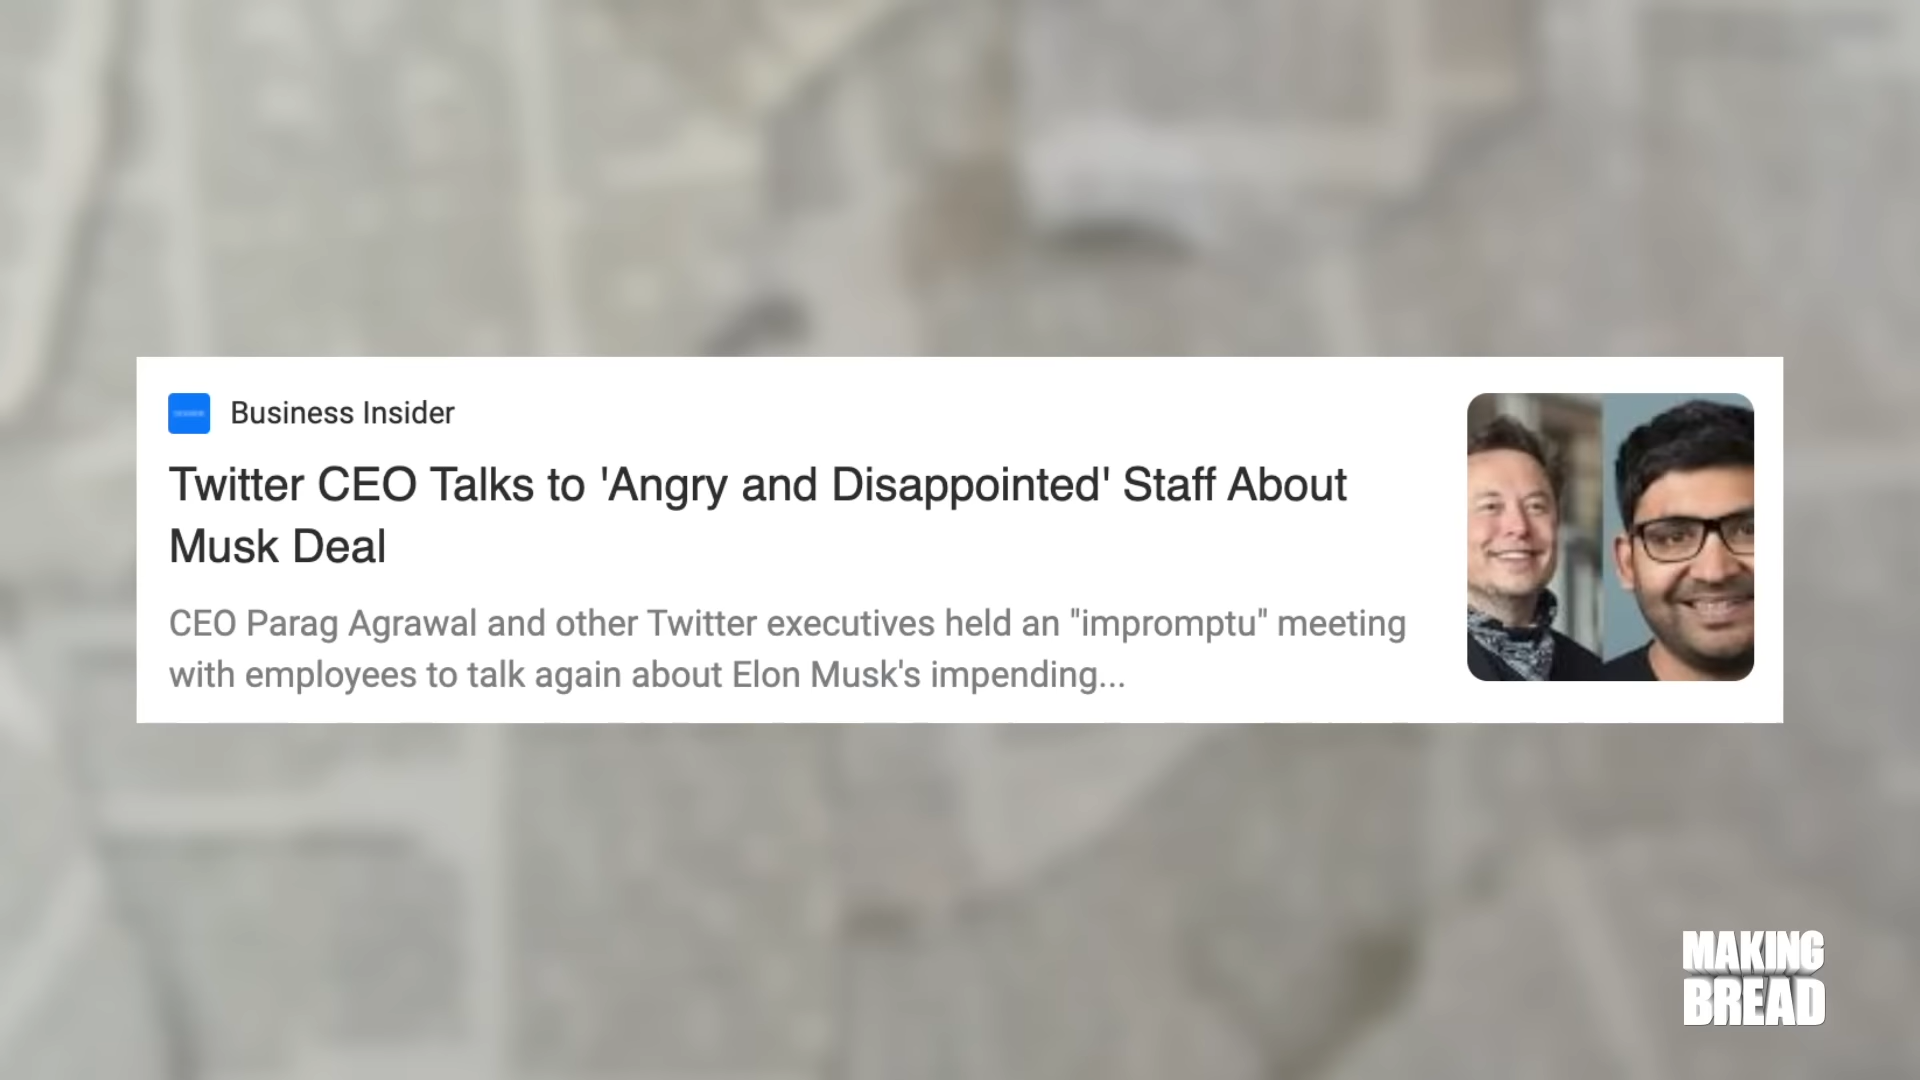 Business Insider
Twitter CEO Talks to 'Angry and Disappointed' Staff About
Musk Deal
CEO Parag Agrawal and other Twitter executives held an "impromptu" meeting
with employees to talk again about Elon Musk's impending...
MAKING
BREAD